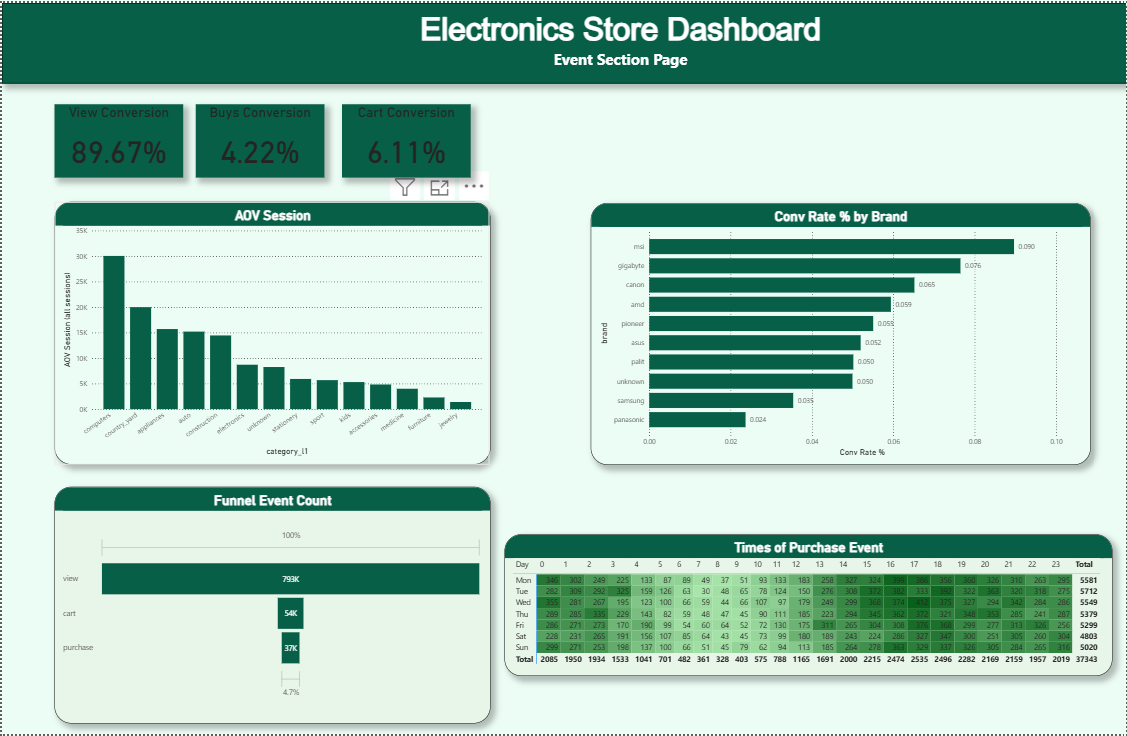 Electronics Store Dashboard
Event Section Page
View Conversion
89.67%
Buys Conversion
4.22%
Cart Conversion
6.11%
AOV Session
AOV Session (all sessions)
35K
30K
25K
20K
15K
10K
5K
0K
computers
country_yard
appliances
auto
construction
electronics
unknown
stationery
sport
kids
accessories
medicine
furniture
jewelry
category_l1
Conv Rate % by Brand
brand
msi 0.090
gigabyte 0.076
canon 0.065
amd 0.059
pioneer 0.055
asus 0.052
palit 0.050
unknown 0.050
samsung 0.035
panasonic 0.024
0.00 0.02 0.04 0.06 0.08 0.10
Conv Rate %
Funnel Event Count
100%
view 793K
cart 54K
purchase 37K
4.7%
Times of Purchase Event
Day 0 1 2 3 4 5 6 7 8 9 10 11 12 13 14 15 16 17 18 19 20 21 22 23 Total
Mon 346 302 249 225 133 87 89 49 37 51 93 133 183 258 327 324 386 356 360 326 310 263 295 5581
Tue 282 309 292 325 159 126 63 30 48 65 78 124 150 276 308 372 382 333 382 322 363 320 318 275 5712
Wed 355 281 267 195 123 100 66 59 44 66 107 97 179 249 299 368 374 412 375 327 294 342 284 286 5549
Thu 289 285 335 229 143 82 59 58 47 45 90 111 185 223 294 345 362 372 321 348 353 285 241 287 5379
Fri 286 271 273 170 190 99 54 60 64 52 72 130 175 311 265 304 308 376 368 299 277 313 326 256 5299
Sat 228 231 265 191 156 107 85 64 43 45 73 99 180 189 243 224 286 327 347 300 251 305 260 304 4803
Sun 299 271 253 198 137 100 66 51 45 79 62 94 113 185 264 278 363 329 337 326 305 284 265 316 5020
Total 2085 1950 1934 1533 1041 701 482 361 328 403 575 788 1165 1691 2000 2215 2474 2535 2496 2282 2169 2159 1957 2019 37343